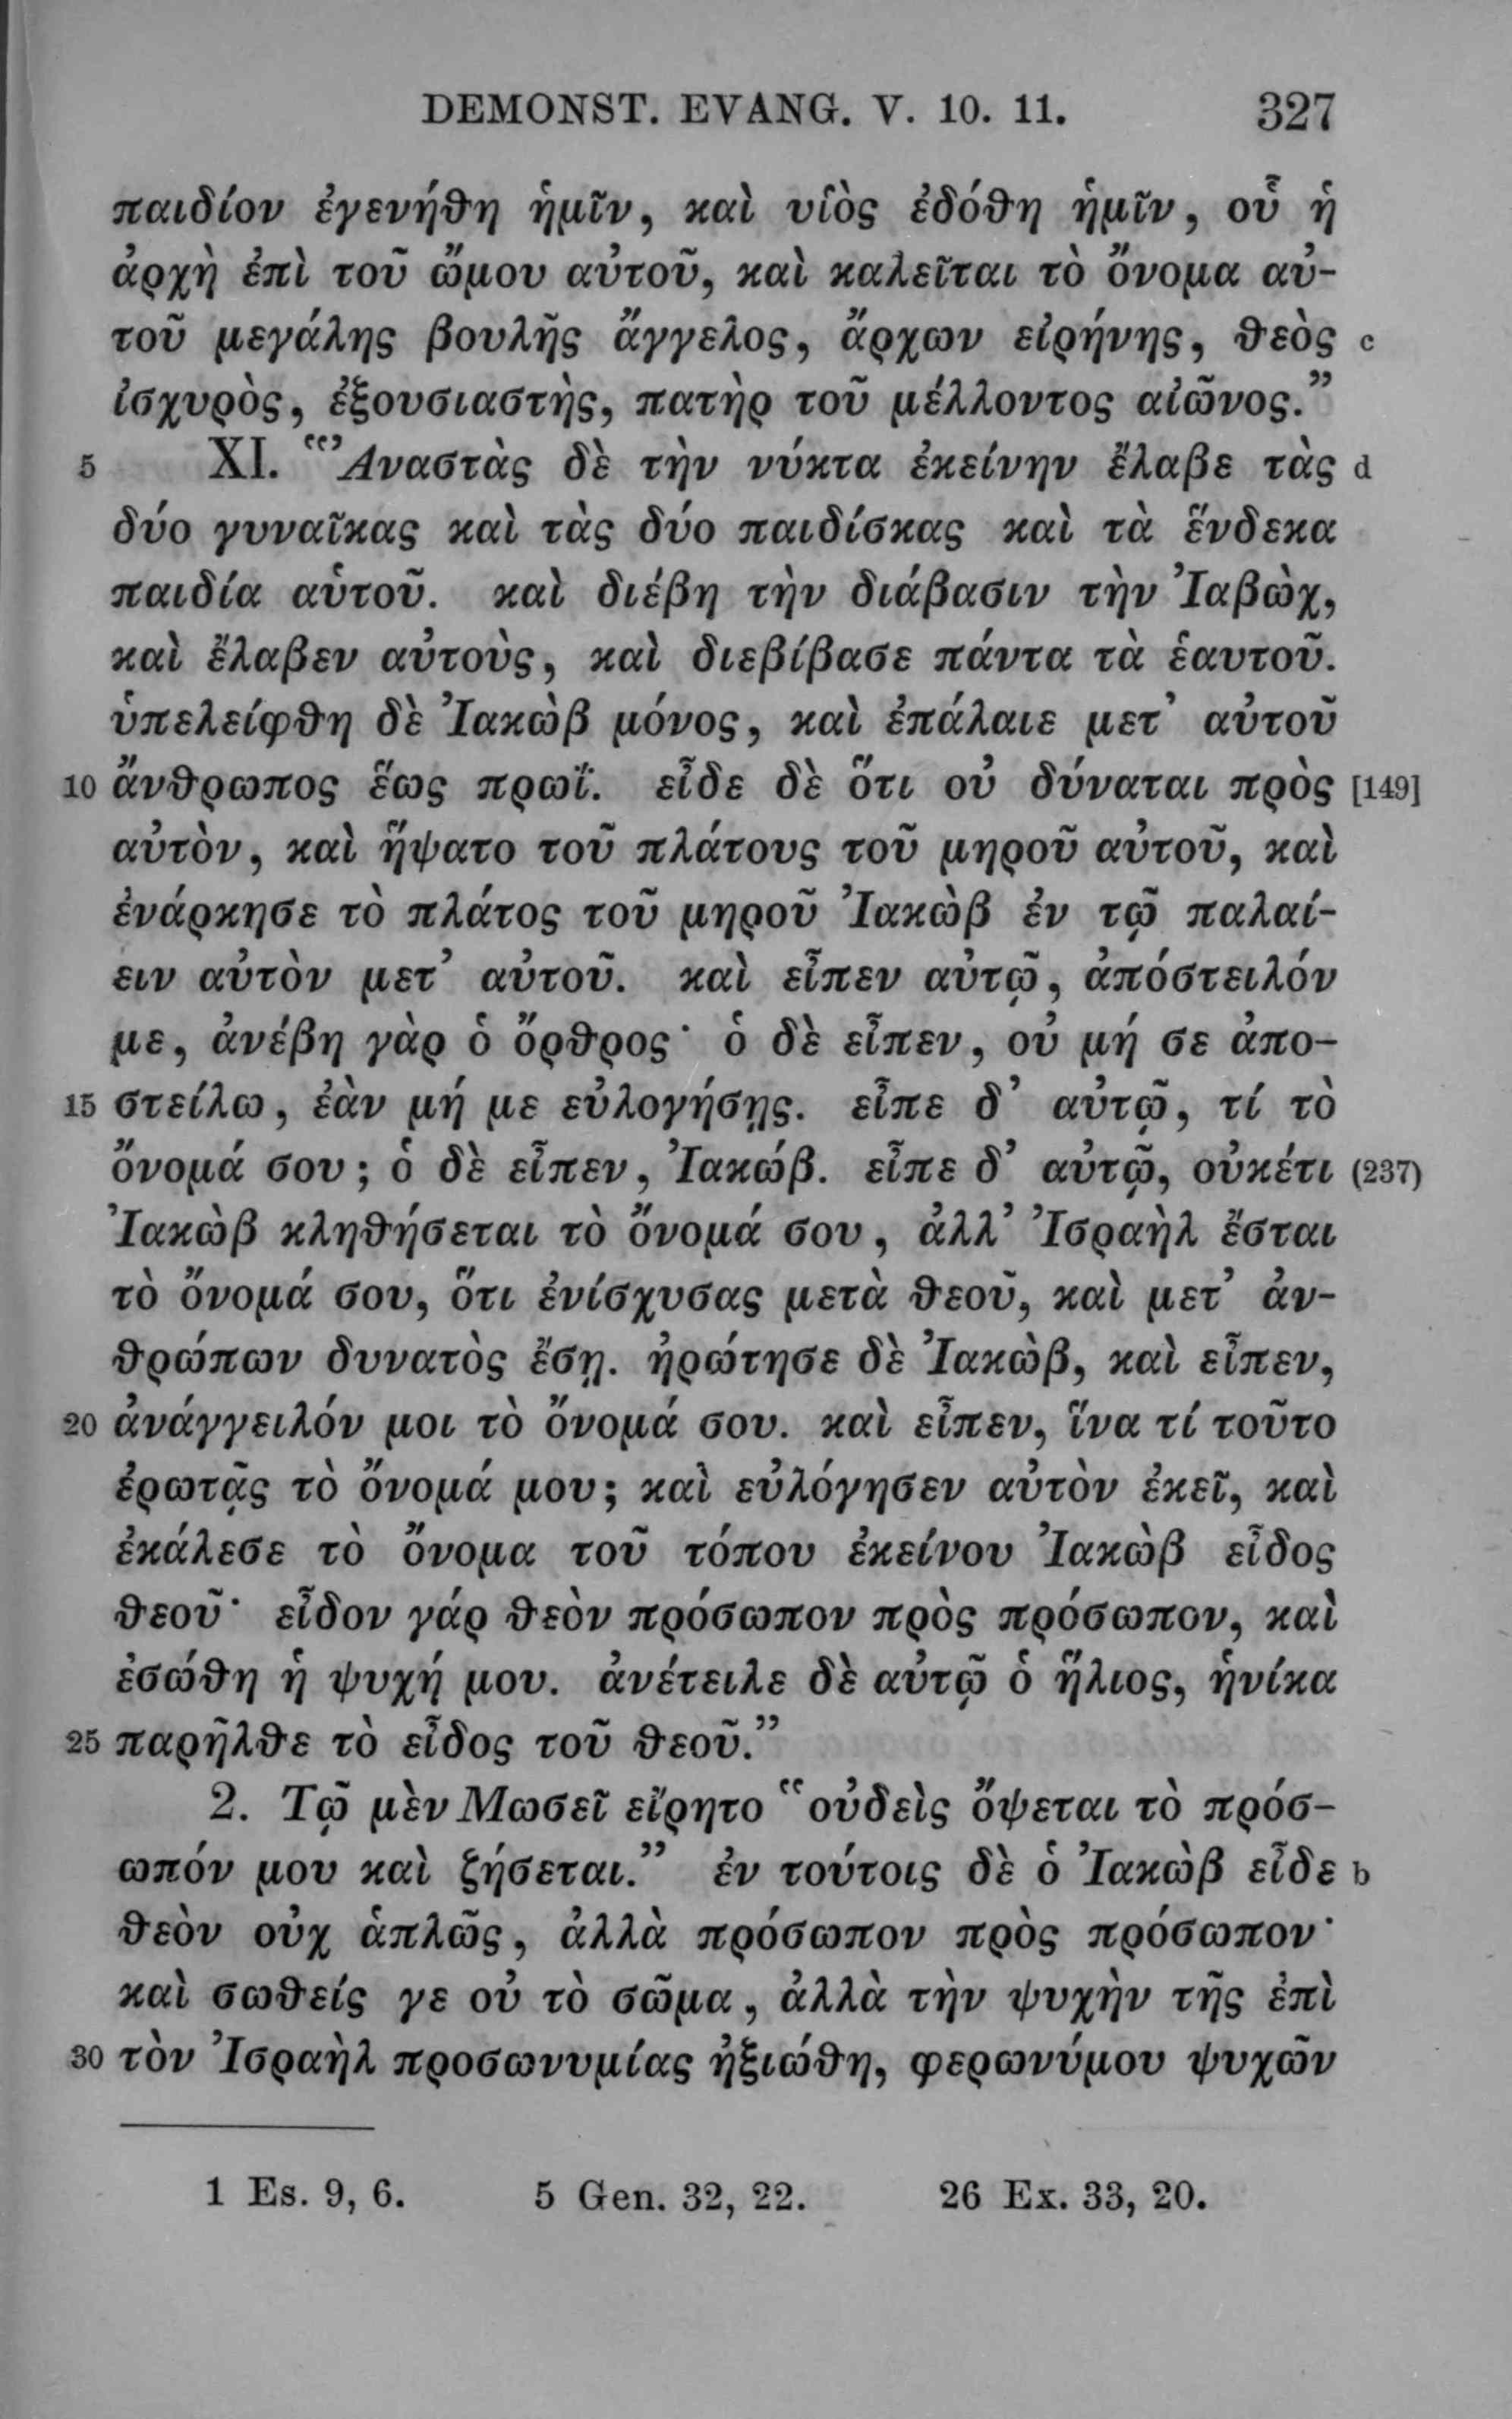 DEMONST. EVANG. V. 10. 11. 327
παιδίον ἐγενήθη ἡμῖν, καὶ υἱὸς ἐδόθη ἡμῖν, οὗ ἡ
ἀρχὴ ἐπὶ τοῦ ὤμου αὐτοῦ, καὶ καλεῖται τὸ ὄνομα αὐ-
τοῦ μεγάλης βουλῆς ἄγγελος, ἄρχων εἰρήνης, θεὸς c
ἰσχυρὸς, ἐξουσιαστὴς, πατὴρ τοῦ μέλλοντος αἰῶνος.”
5 XI. “Ἀναστὰς δὲ τὴν νύκτα ἐκείνην ἔλαβε τὰς d
δύο γυναῖκας καὶ τὰς δύο παιδίσκας καὶ τὰ ἕνδεκα
παιδία αὑτοῦ. καὶ διέβη τὴν διάβασιν τὴν Ἰαβὼχ,
καὶ ἔλαβεν αὐτοὺς, καὶ διεβίβασε πάντα τὰ ἑαυτοῦ.
ὑπελείφθη δὲ Ἰακὼβ μόνος, καὶ ἐπάλαιε μετ’ αὐτοῦ
10 ἄνθρωπος ἕως πρωΐ. εἶδε δὲ ὅτι οὐ δύναται πρὸς [149]
αὐτὸν, καὶ ἥψατο τοῦ πλάτους τοῦ μηροῦ αὐτοῦ, καὶ
ἐνάρκησε τὸ πλάτος τοῦ μηροῦ Ἰακὼβ ἐν τῷ παλαί-
ειν αὐτὸν μετ’ αὐτοῦ. καὶ εἶπεν αὐτῷ, ἀπόστειλόν
με, ἀνέβη γὰρ ὁ ὄρθρος· ὁ δὲ εἶπεν, οὐ μή σε ἀπο-
15 στείλω, ἐὰν μή με εὐλογήσῃς. εἶπε δ’ αὐτῷ, τί τὸ
ὄνομά σου; ὁ δὲ εἶπεν, Ἰακώβ. εἶπε δ’ αὐτῷ, οὐκέτι (237)
Ἰακὼβ κληθήσεται τὸ ὄνομά σου, ἀλλ’ Ἰσραὴλ ἔσται
τὸ ὄνομά σου, ὅτι ἐνίσχυσας μετὰ θεοῦ, καὶ μετ’ ἀν-
θρώπων δυνατὸς ἔσῃ. ἠρώτησε δὲ Ἰακὼβ, καὶ εἶπεν,
20 ἀνάγγειλόν μοι τὸ ὄνομά σου. καὶ εἶπεν, ἵνα τί τοῦτο
ἐρωτᾷς τὸ ὄνομά μου; καὶ εὐλόγησεν αὐτὸν ἐκεῖ, καὶ
ἐκάλεσε τὸ ὄνομα τοῦ τόπου ἐκείνου Ἰακὼβ εἶδος
θεοῦ· εἶδον γάρ θεὸν πρόσωπον πρὸς πρόσωπον, καὶ
ἐσώθη ἡ ψυχή μου. ἀνέτειλε δὲ αὐτῷ ὁ ἥλιος, ἡνίκα
25 παρῆλθε τὸ εἶδος τοῦ θεοῦ.”
2. Τῷ μὲν Μωσεῖ εἴρητο “οὐδεὶς ὄψεται τὸ πρόσ-
ωπόν μου καὶ ζήσεται.” ἐν τούτοις δὲ ὁ Ἰακὼβ εἶδε b
θεὸν οὐχ ἁπλῶς, ἀλλὰ πρόσωπον πρὸς πρόσωπον·
καὶ σωθείς γε οὐ τὸ σῶμα, ἀλλὰ τὴν ψυχὴν τῆς ἐπὶ
30 τὸν Ἰσραὴλ προσωνυμίας ἠξιώθη, φερωνύμου ψυχῶν
1 Es. 9, 6. 5 Gen. 32, 22. 26 Ex. 33, 20.